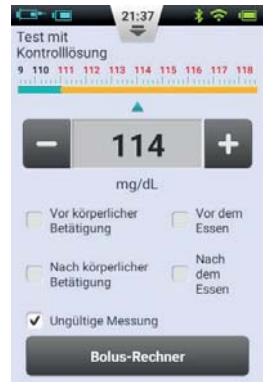 21:37
Test mit
Kontrolllösung
9 110 111 112 113 114 115 116 117 118
− 114 +
mg/dL
Vor körperlicher Betätigung
Vor dem Essen
Nach körperlicher Betätigung
Nach dem Essen
Ungültige Messung
Bolus-Rechner